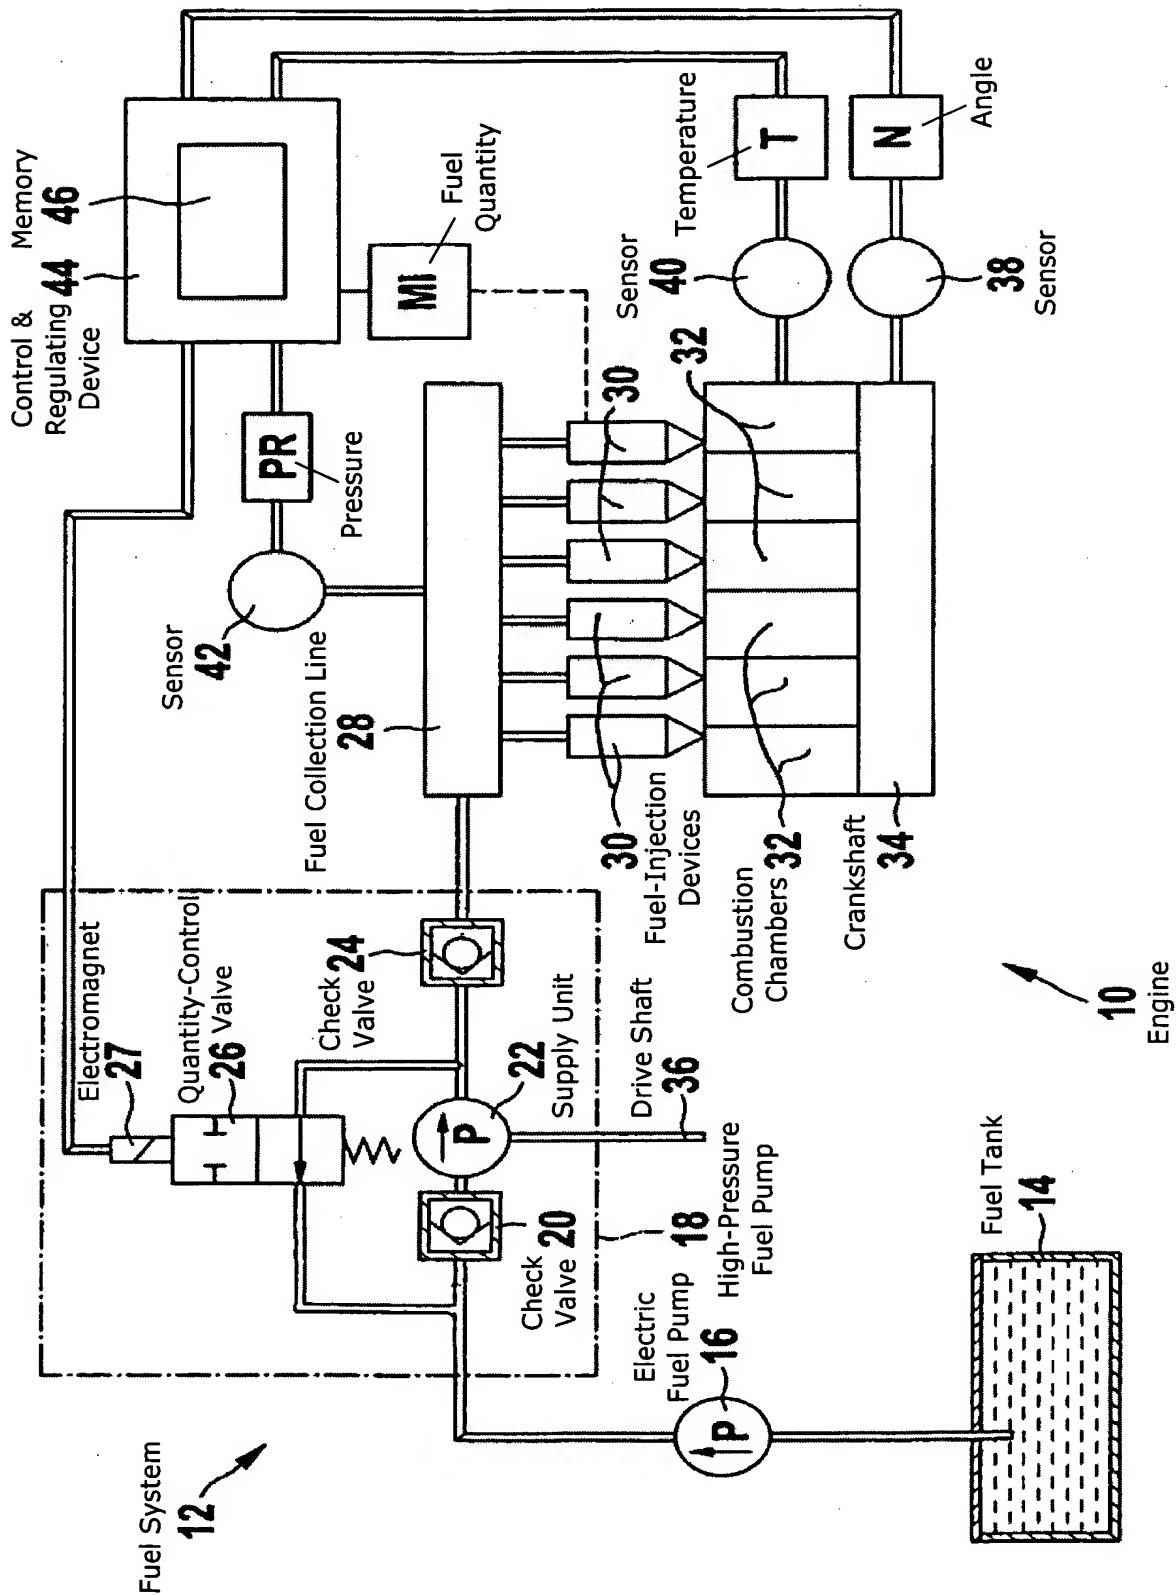 Control &
Regulating 44
Device
Memory
46
MI
Fuel
Quantity
PR
Pressure
Sensor
42
Temperature
T
N
Angle
Sensor
40
38
Sensor
Fuel Collection Line
28
30
32
30
Fuel-Injection
Devices
Combustion
Chambers 32
Crankshaft
34
Electromagnet
27
Quantity-Control
Valve
26
Check
Valve 24
P
22
Supply Unit
Drive Shaft
36
Check
Valve 20
18
High-Pressure
Fuel Pump
Electric
Fuel Pump
16
P
Fuel Tank
14
Fuel System
12
10
Engine